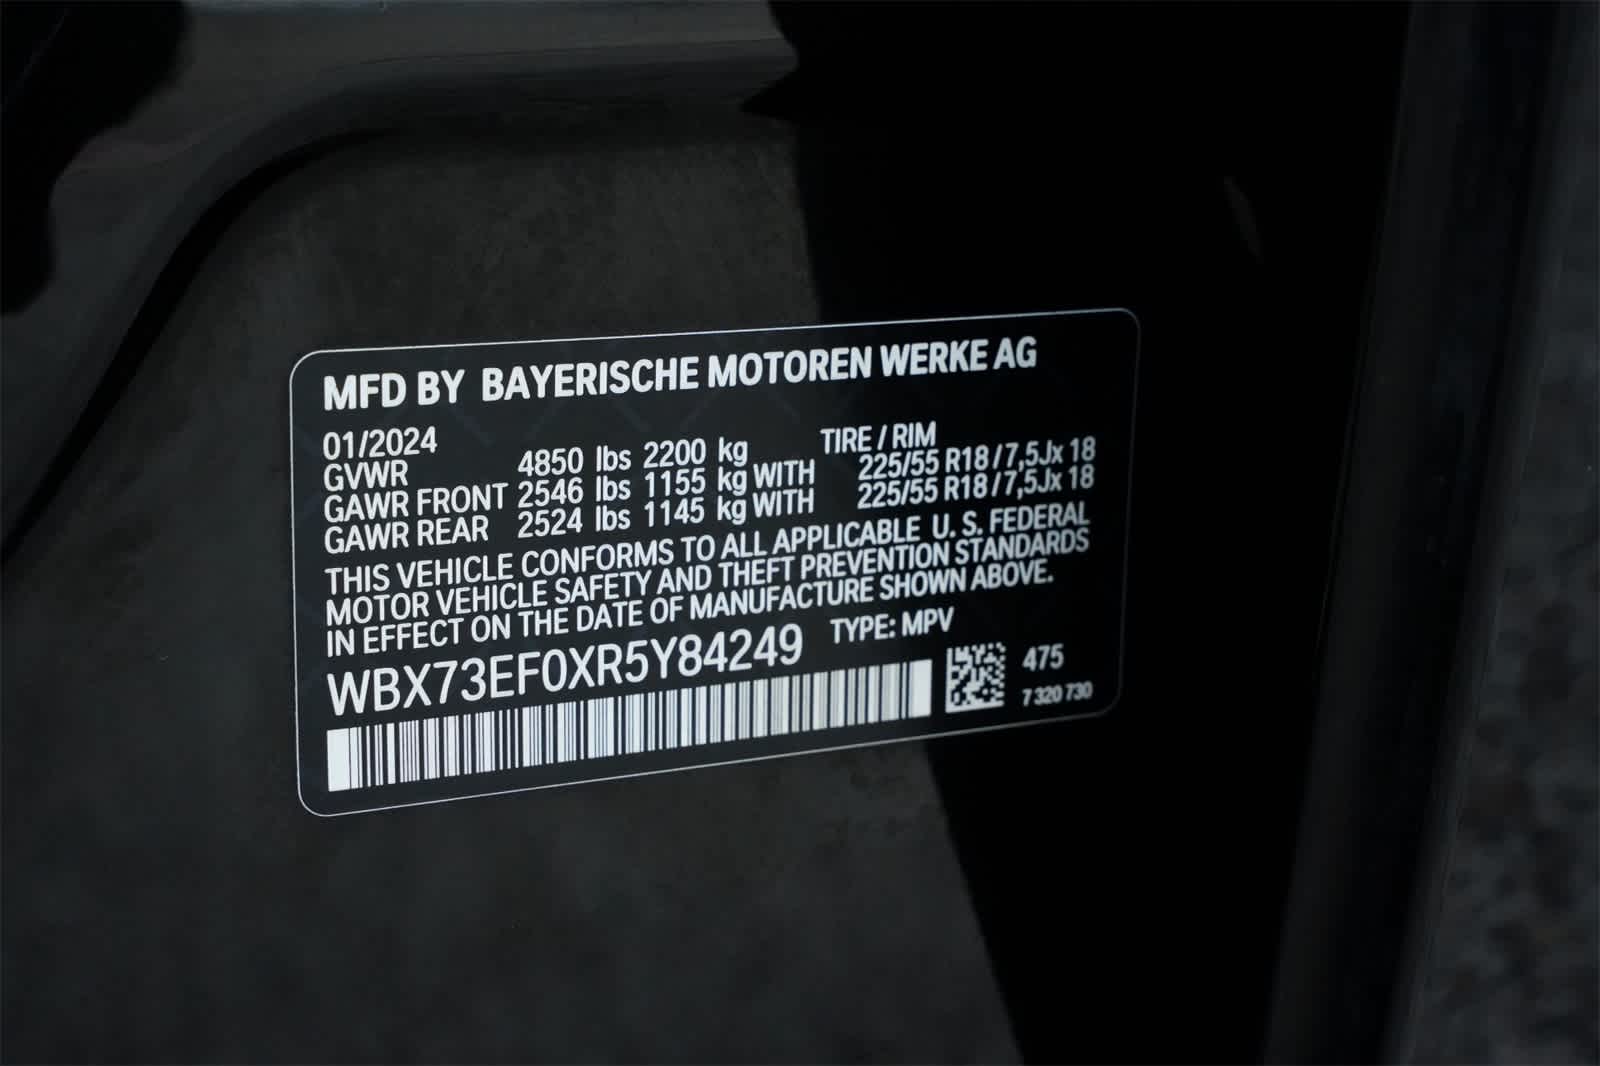 MFD BY BAYERISCHE MOTOREN WERKE AG
01/2024 TIRE / RIM
GVWR 4850 lbs 2200 kg
GAWR FRONT 2546 lbs 1155 kg WITH 225/55 R18 / 7,5Jx 18
GAWR REAR 2524 lbs 1145 kg WITH 225/55 R18 / 7,5Jx 18
THIS VEHICLE CONFORMS TO ALL APPLICABLE U. S. FEDERAL
MOTOR VEHICLE SAFETY AND THEFT PREVENTION STANDARDS
IN EFFECT ON THE DATE OF MANUFACTURE SHOWN ABOVE.
WBX73EF0XR5Y84249 TYPE: MPV
475
7 320 730